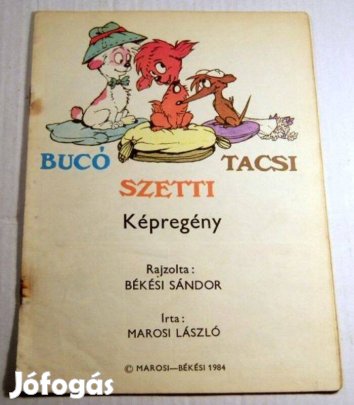 BUCÓ
TACSI
SZETTI
Képregény
Rajzolta:
BÉKÉSI SÁNDOR
Irta:
MAROSI LÁSZLÓ
© MAROSI—BÉKÉSI 1984
Jófogás